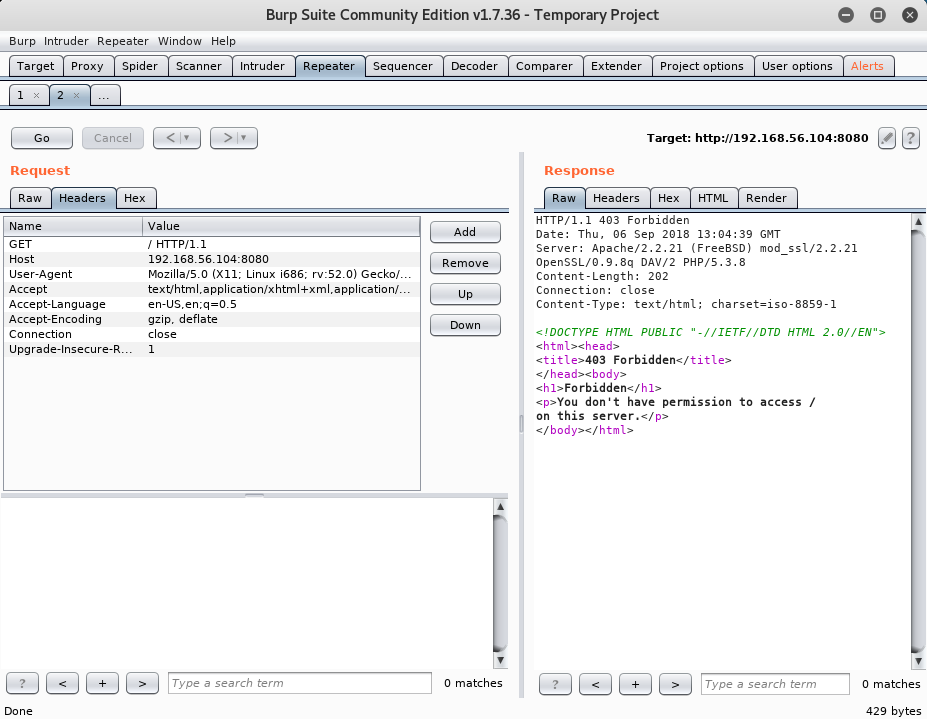 Burp Suite Community Edition v1.7.36 - Temporary Project
Burp Intruder Repeater Window Help
Target Proxy Spider Scanner Intruder Repeater Sequencer Decoder Comparer Extender Project options User options Alerts
1 × 2 × ...
Go Cancel < | ▼ > | ▼ Target: http://192.168.56.104:8080 ?
Request
Raw Headers Hex
Name Value
GET / HTTP/1.1
Host 192.168.56.104:8080
User-Agent Mozilla/5.0 (X11; Linux i686; rv:52.0) Gecko/...
Accept text/html,application/xhtml+xml,application/...
Accept-Language en-US,en;q=0.5
Accept-Encoding gzip, deflate
Connection close
Upgrade-Insecure-R... 1
Add
Remove
Up
Down
? < + > Type a search term 0 matches
Response
Raw Headers Hex HTML Render
HTTP/1.1 403 Forbidden
Date: Thu, 06 Sep 2018 13:04:39 GMT
Server: Apache/2.2.21 (FreeBSD) mod_ssl/2.2.21
OpenSSL/0.9.8q DAV/2 PHP/5.3.8
Content-Length: 202
Connection: close
Content-Type: text/html; charset=iso-8859-1
<!DOCTYPE HTML PUBLIC "-//IETF//DTD HTML 2.0//EN">
<html><head>
<title>403 Forbidden</title>
</head><body>
<h1>Forbidden</h1>
<p>You don't have permission to access /
on this server.</p>
</body></html>
? < + > Type a search term 0 matches
Done 429 bytes